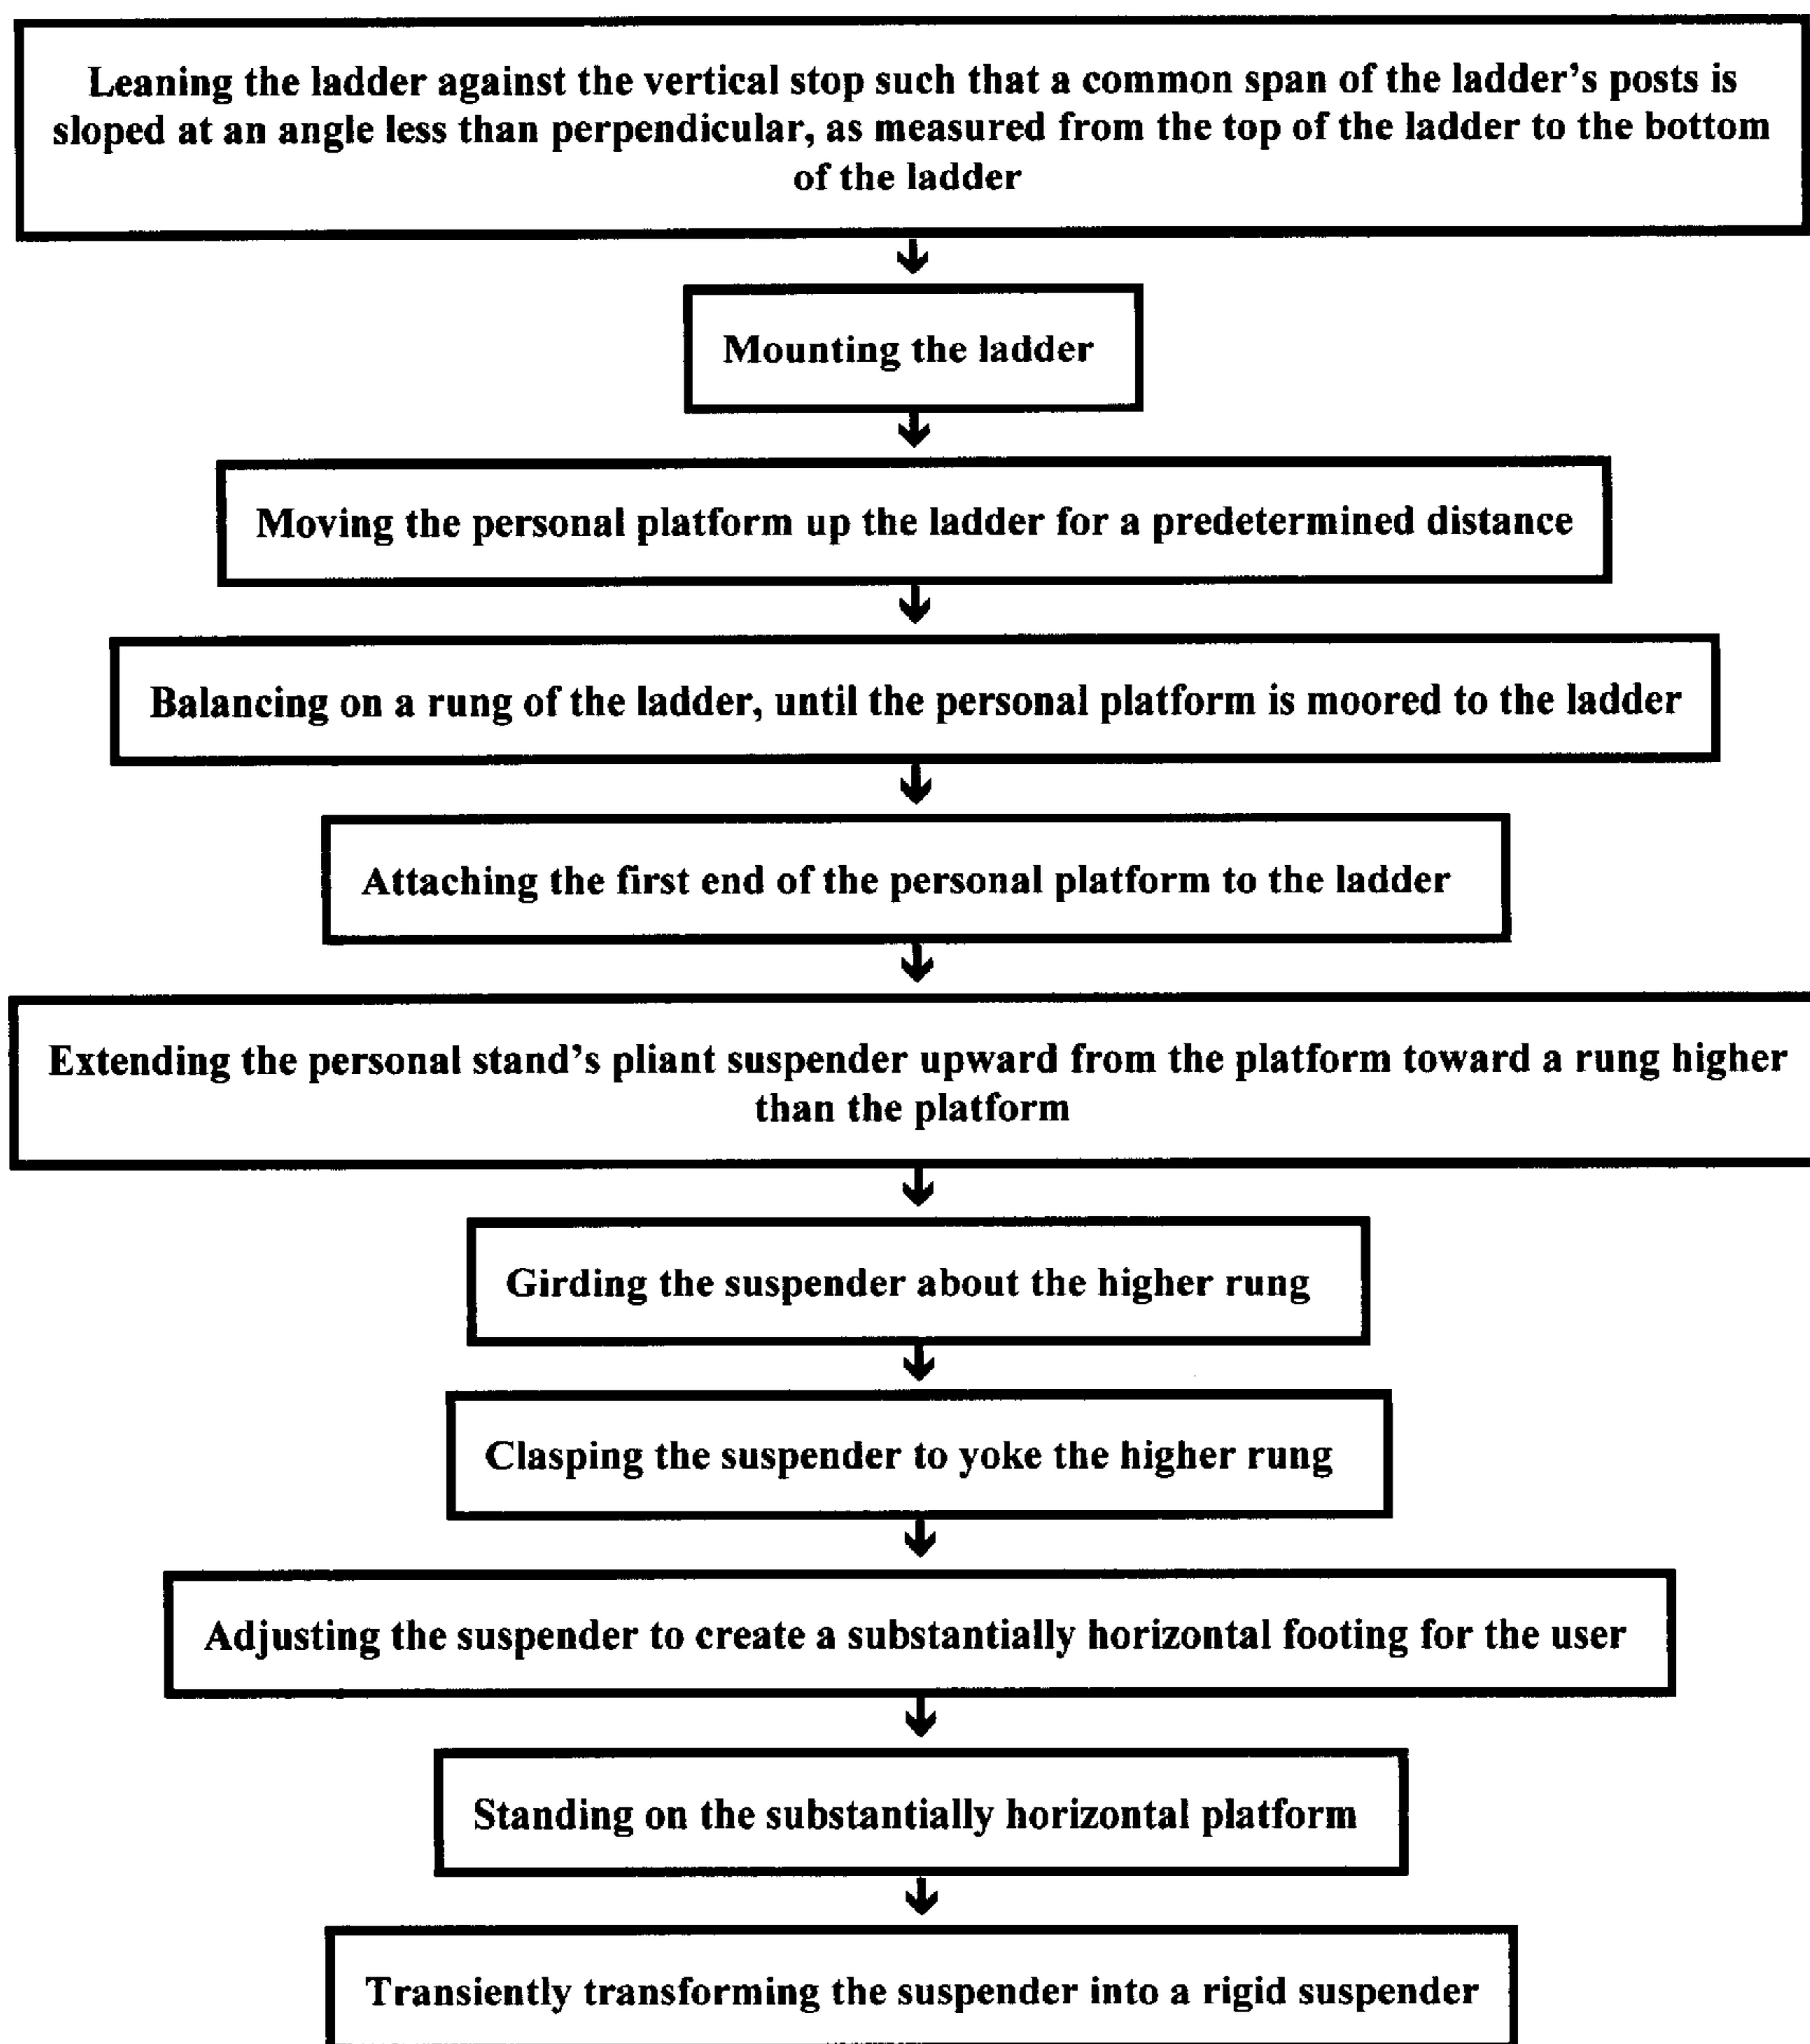 Leaning the ladder against the vertical stop such that a common span of the ladder's posts is
sloped at an angle less than perpendicular, as measured from the top of the ladder to the bottom
of the ladder
Mounting the ladder
Moving the personal platform up the ladder for a predetermined distance
Balancing on a rung of the ladder, until the personal platform is moored to the ladder
Attaching the first end of the personal platform to the ladder
Extending the personal stand's pliant suspender upward from the platform toward a rung higher
than the platform
Girding the suspender about the higher rung
Clasping the suspender to yoke the higher rung
Adjusting the suspender to create a substantially horizontal footing for the user
Standing on the substantially horizontal platform
Transiently transforming the suspender into a rigid suspender